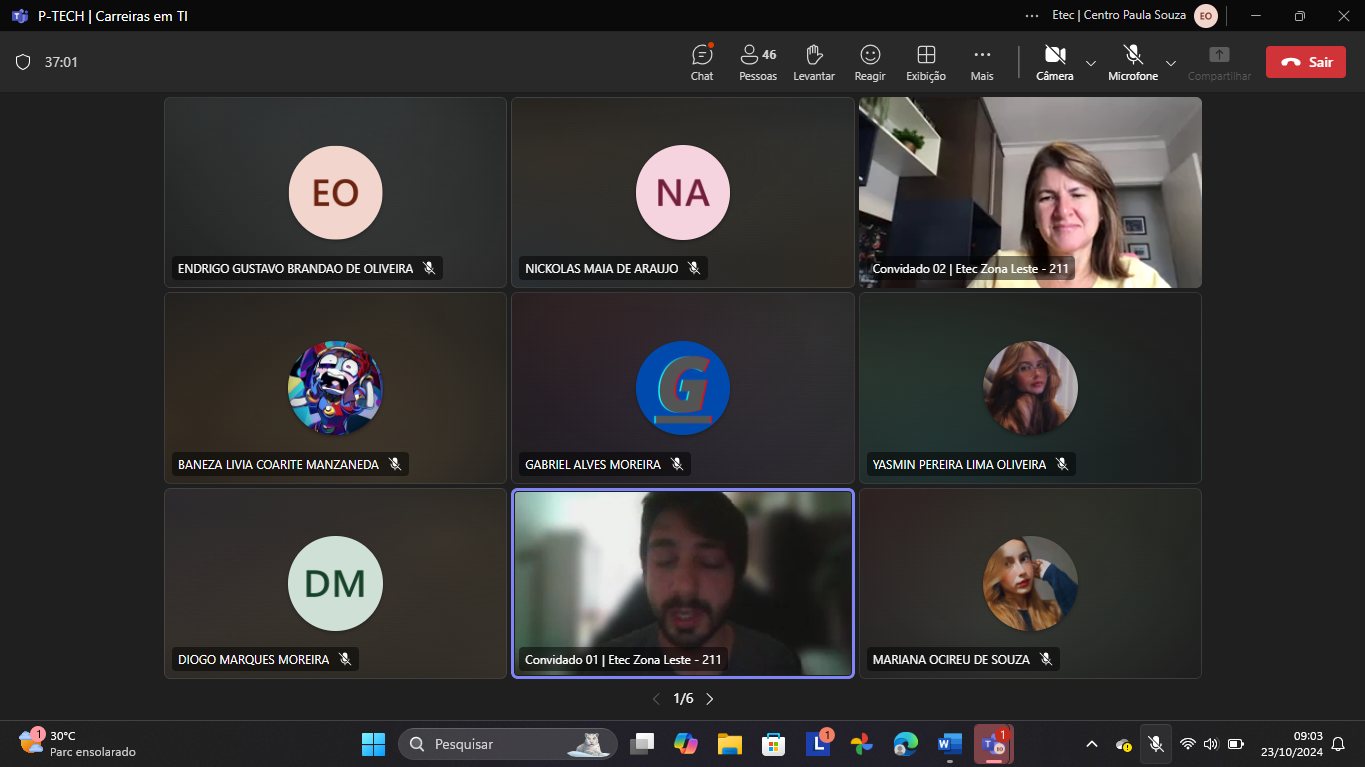 P-TECH | Carreiras em TI
Etec | Centro Paula Souza
EO
37:01
46
Chat
Pessoas
Levantar
Reagir
Exibição
Mais
Câmera
Microfone
Compartilhar
Sair
EO
ENDRIGO GUSTAVO BRANDAO DE OLIVEIRA
NA
NICKOLAS MAIA DE ARAUJO
Convidado 02 | Etec Zona Leste - 211
BANEZA LIVIA COARITE MANZANEDA
G
GABRIEL ALVES MOREIRA
YASMIN PEREIRA LIMA OLIVEIRA
DM
DIOGO MARQUES MOREIRA
Convidado 01 | Etec Zona Leste - 211
MARIANA OCIREU DE SOUZA
1/6
1
30°C
Parc ensolarado
Pesquisar
L
1
W
T
1
09:03
23/10/2024